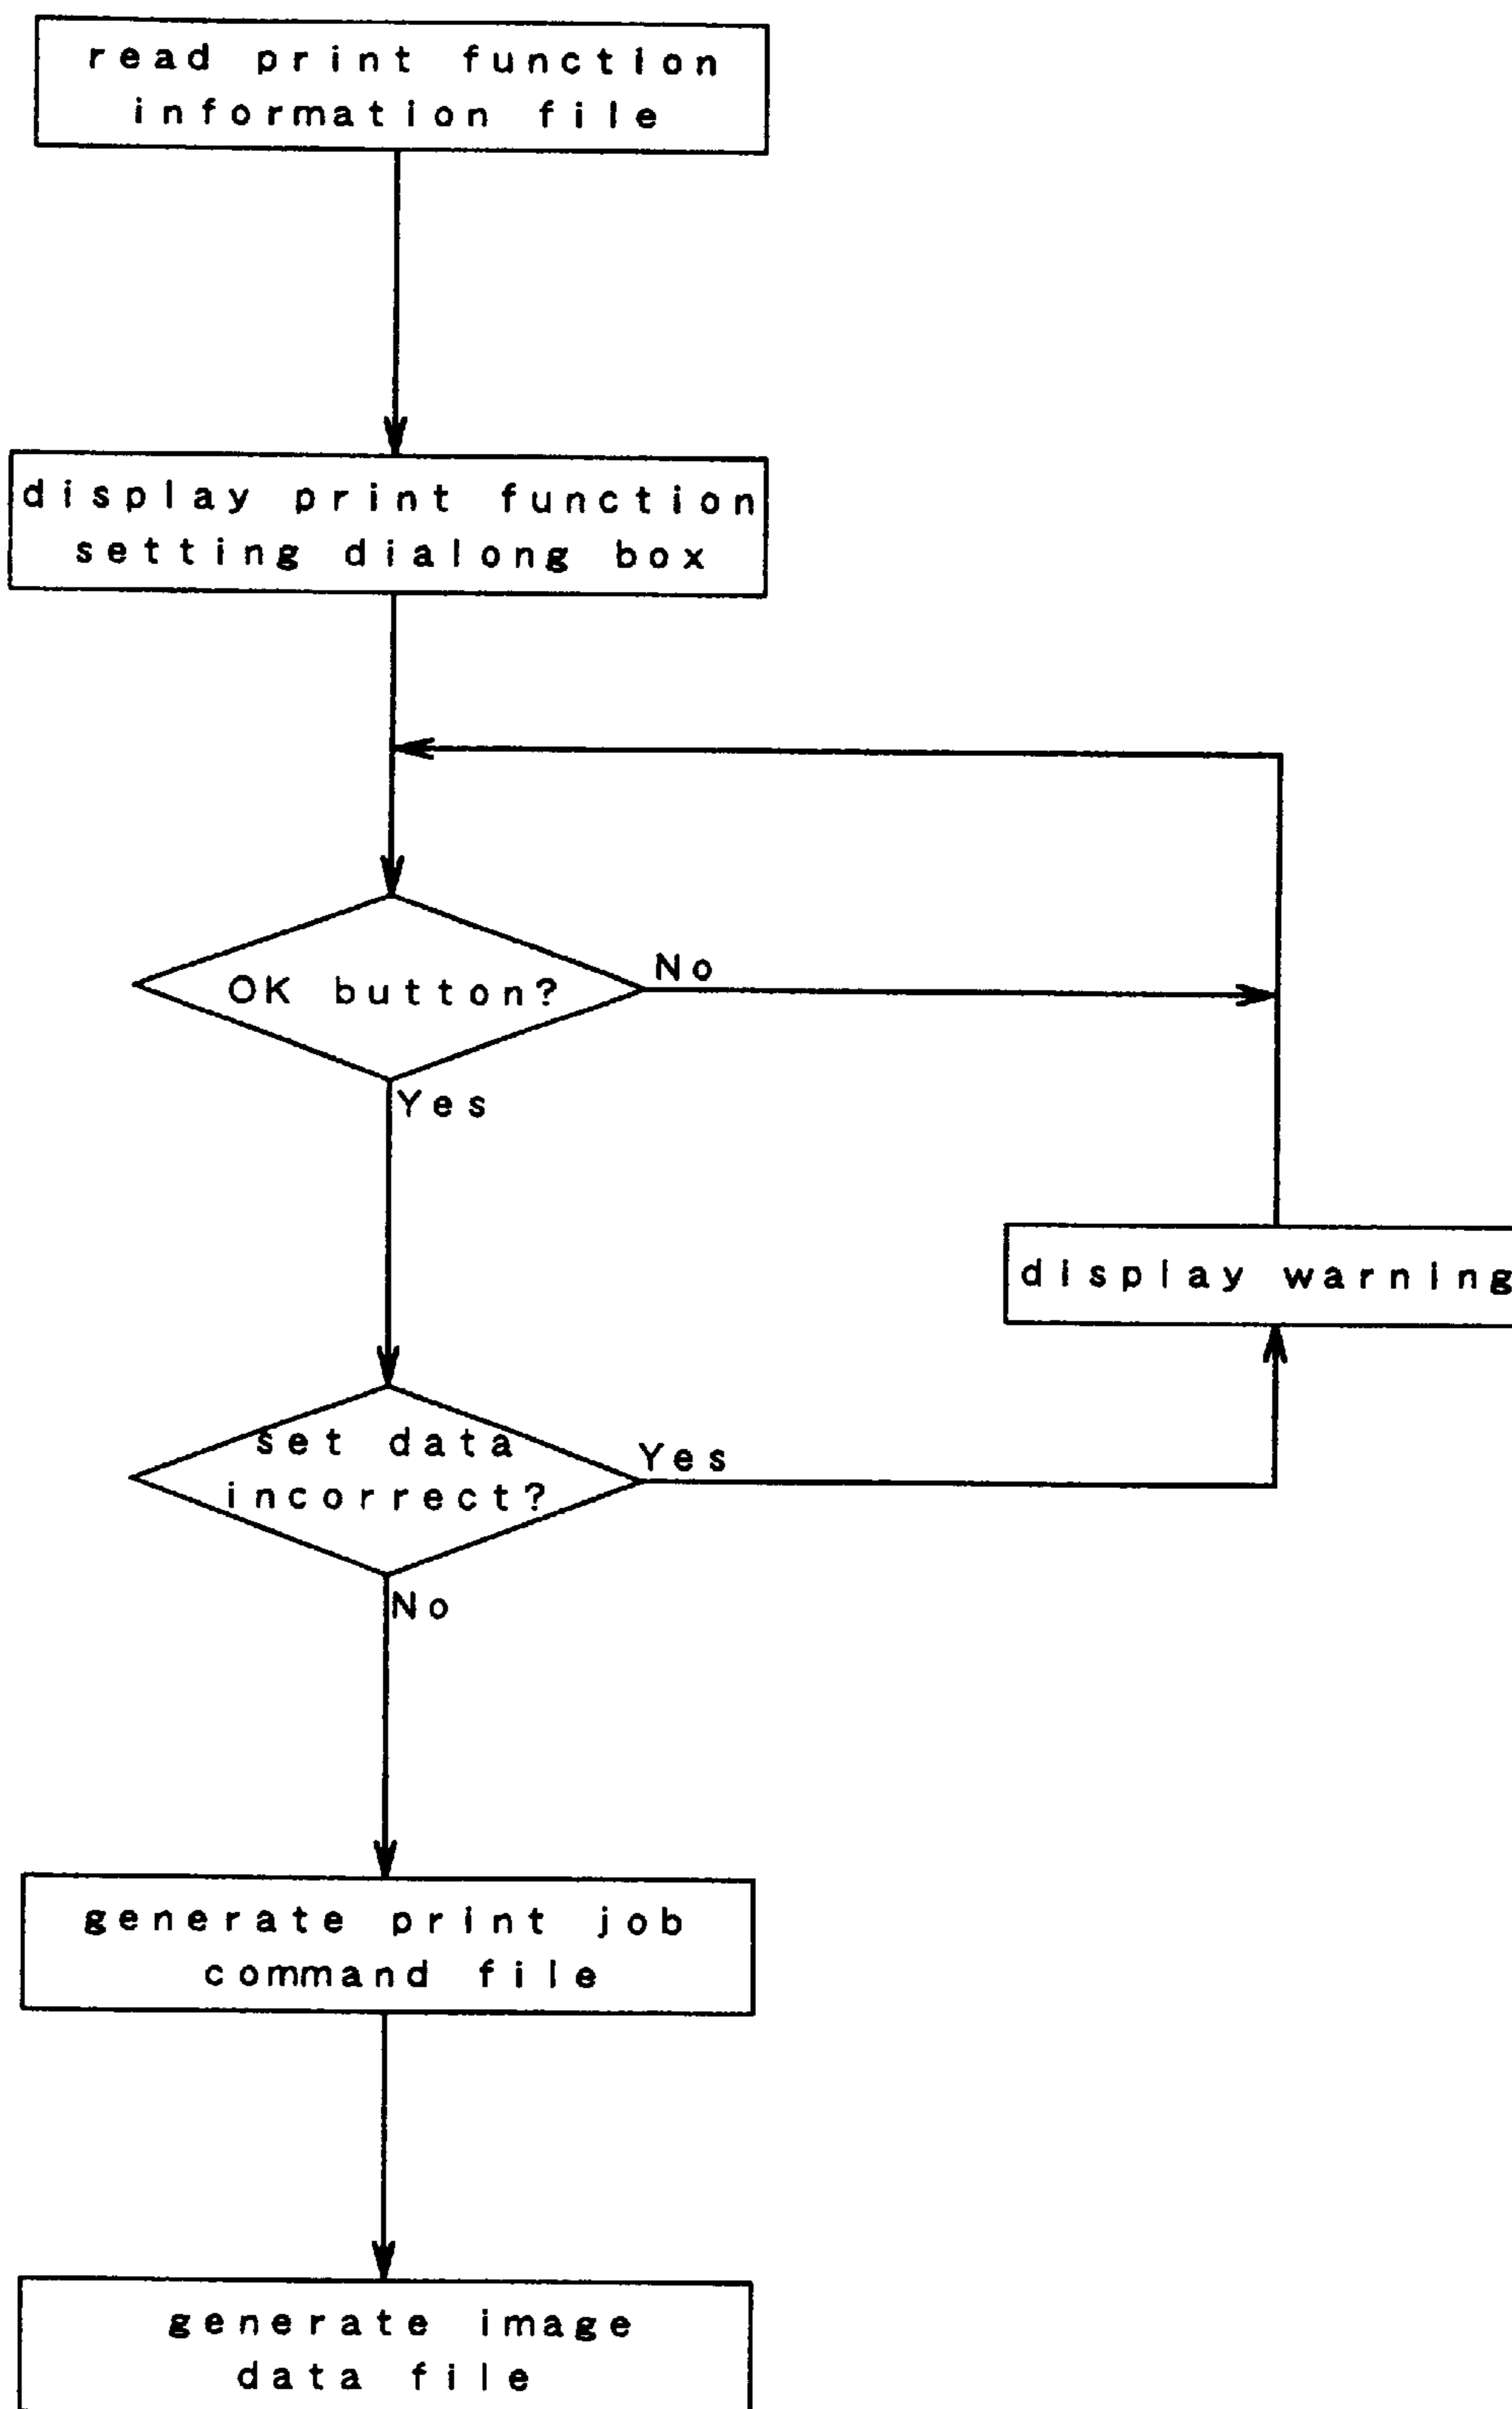 read print function
information file
display print function
setting dialong box
OK button?
No
Yes
display warning
set data
incorrect?
Yes
No
generate print job
command file
generate image
data file